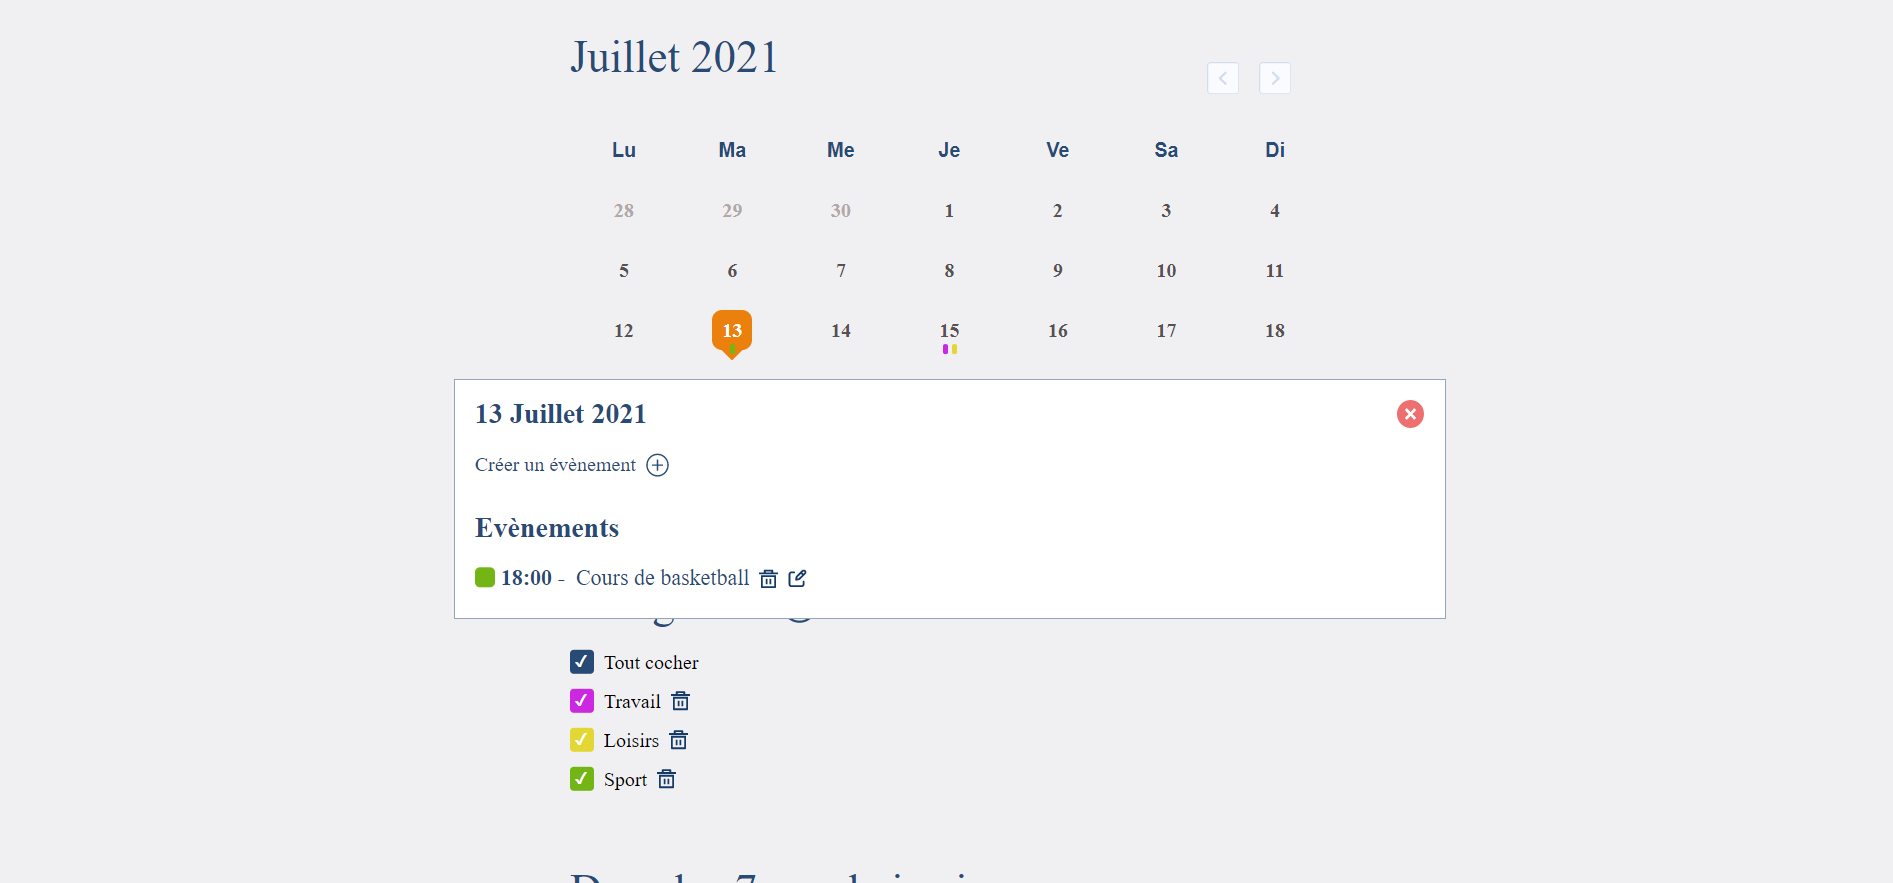 Juillet 2021
Lu Ma Me Je Ve Sa Di
28 29 30 1 2 3 4
5 6 7 8 9 10 11
12 13 14 15 16 17 18
13 Juillet 2021
Créer un évènement
Evènements
18:00 - Cours de basketball
Tout cocher
Travail
Loisirs
Sport